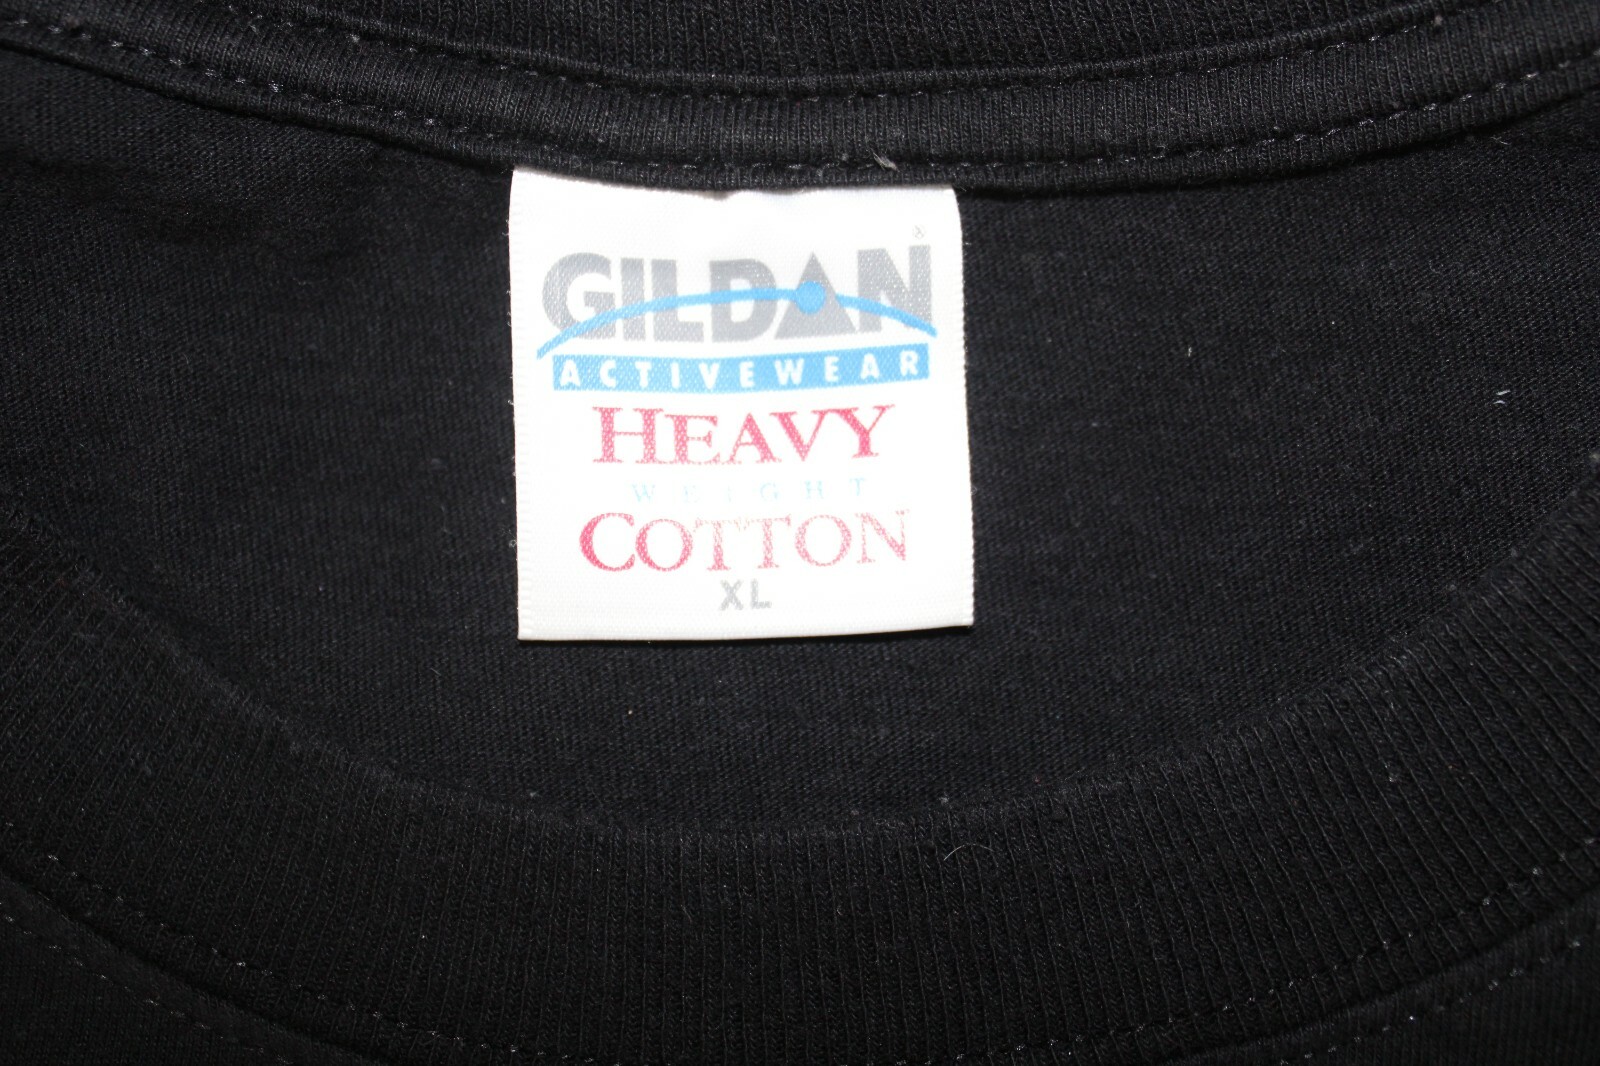 GILDAN®
ACTIVEWEAR
HEAVY
WEIGHT
COTTON
XL